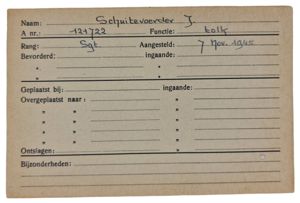 Naam: Schuitevoerder J.
A nr.: 121722 Functie: tolk
Rang: Sgt. Aangesteld: 7 Nov. 1945
Bevorderd: ingaande:
" "
" "
Geplaatst bij: ingaande:
Overgeplaatst naar: "
" " "
" " "
" " "
" " "
Ontslagen: "
Bijzonderheden: